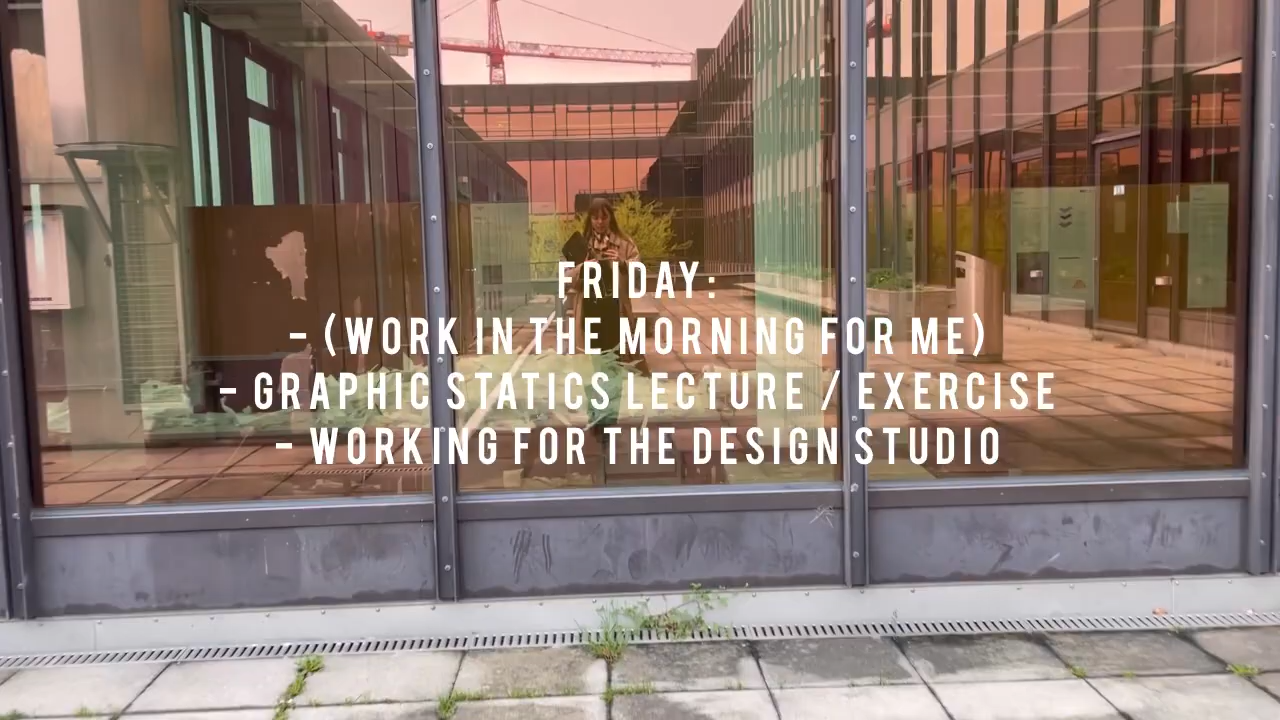 FRIDAY:
- (WORK IN THE MORNING FOR ME)
- GRAPHIC STATICS LECTURE / EXERCISE
- WORKING FOR THE DESIGN STUDIO